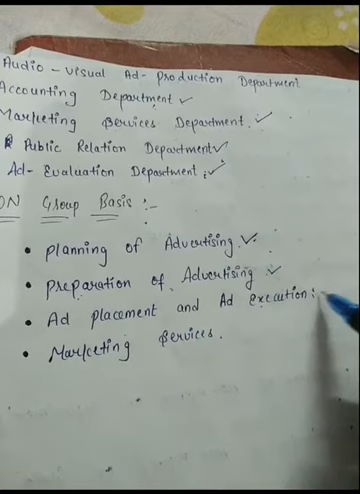 Audio - Visual Ad - Production Department
Accounting Department ✓
Marketing Services Department. ✓
Public Relation Department ✓
Ad - Evaluation Department. ✓
ON Group Basis :-
• Planning of Advertising. ✓
• Preparation of Advertising ✓
• Ad placement and Ad execution:
• Marketing Services.